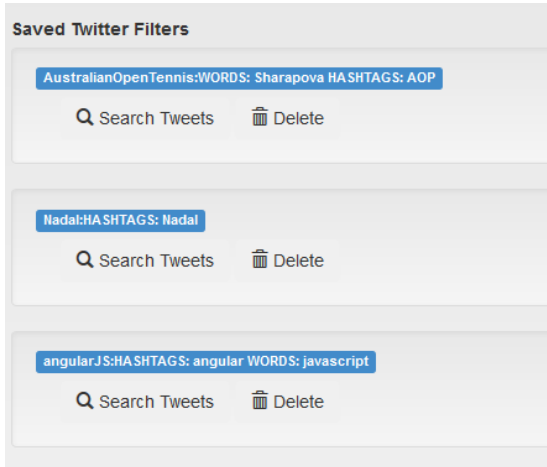 Saved Twitter Filters
AustralianOpenTennis:WORDS: Sharapova HASHTAGS: AOP
Search Tweets Delete
Nadal:HASHTAGS: Nadal
Search Tweets Delete
angularJS:HASHTAGS: angular WORDS: javascript
Search Tweets Delete